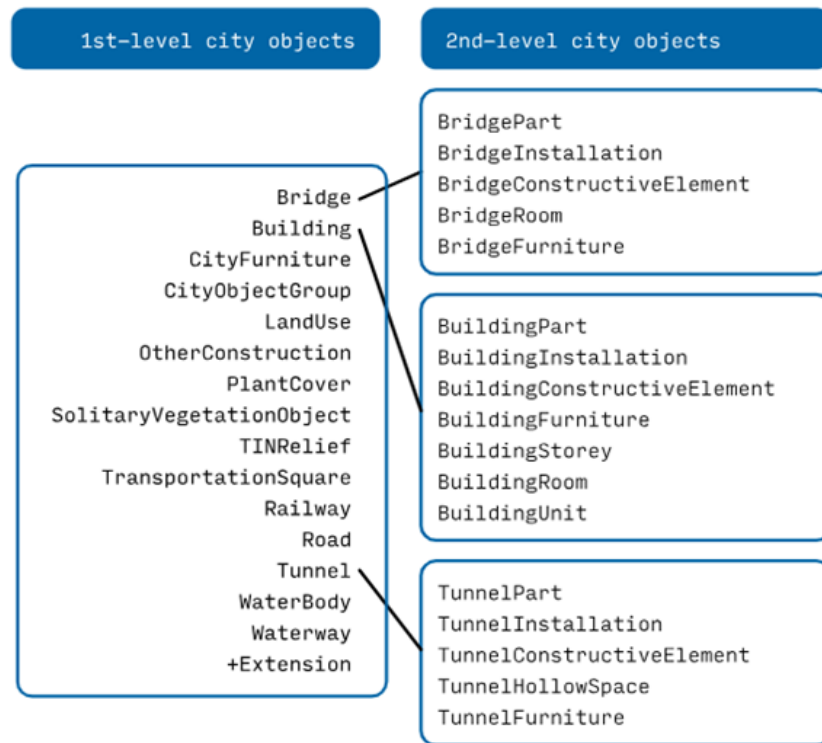 1st-level city objects
2nd-level city objects
Bridge
Building
CityFurniture
CityObjectGroup
LandUse
OtherConstruction
PlantCover
SolitaryVegetationObject
TINRelief
TransportationSquare
Railway
Road
Tunnel
WaterBody
Waterway
+Extension
BridgePart
BridgeInstallation
BridgeConstructiveElement
BridgeRoom
BridgeFurniture
BuildingPart
BuildingInstallation
BuildingConstructiveElement
BuildingFurniture
BuildingStorey
BuildingRoom
BuildingUnit
TunnelPart
TunnelInstallation
TunnelConstructiveElement
TunnelHollowSpace
TunnelFurniture